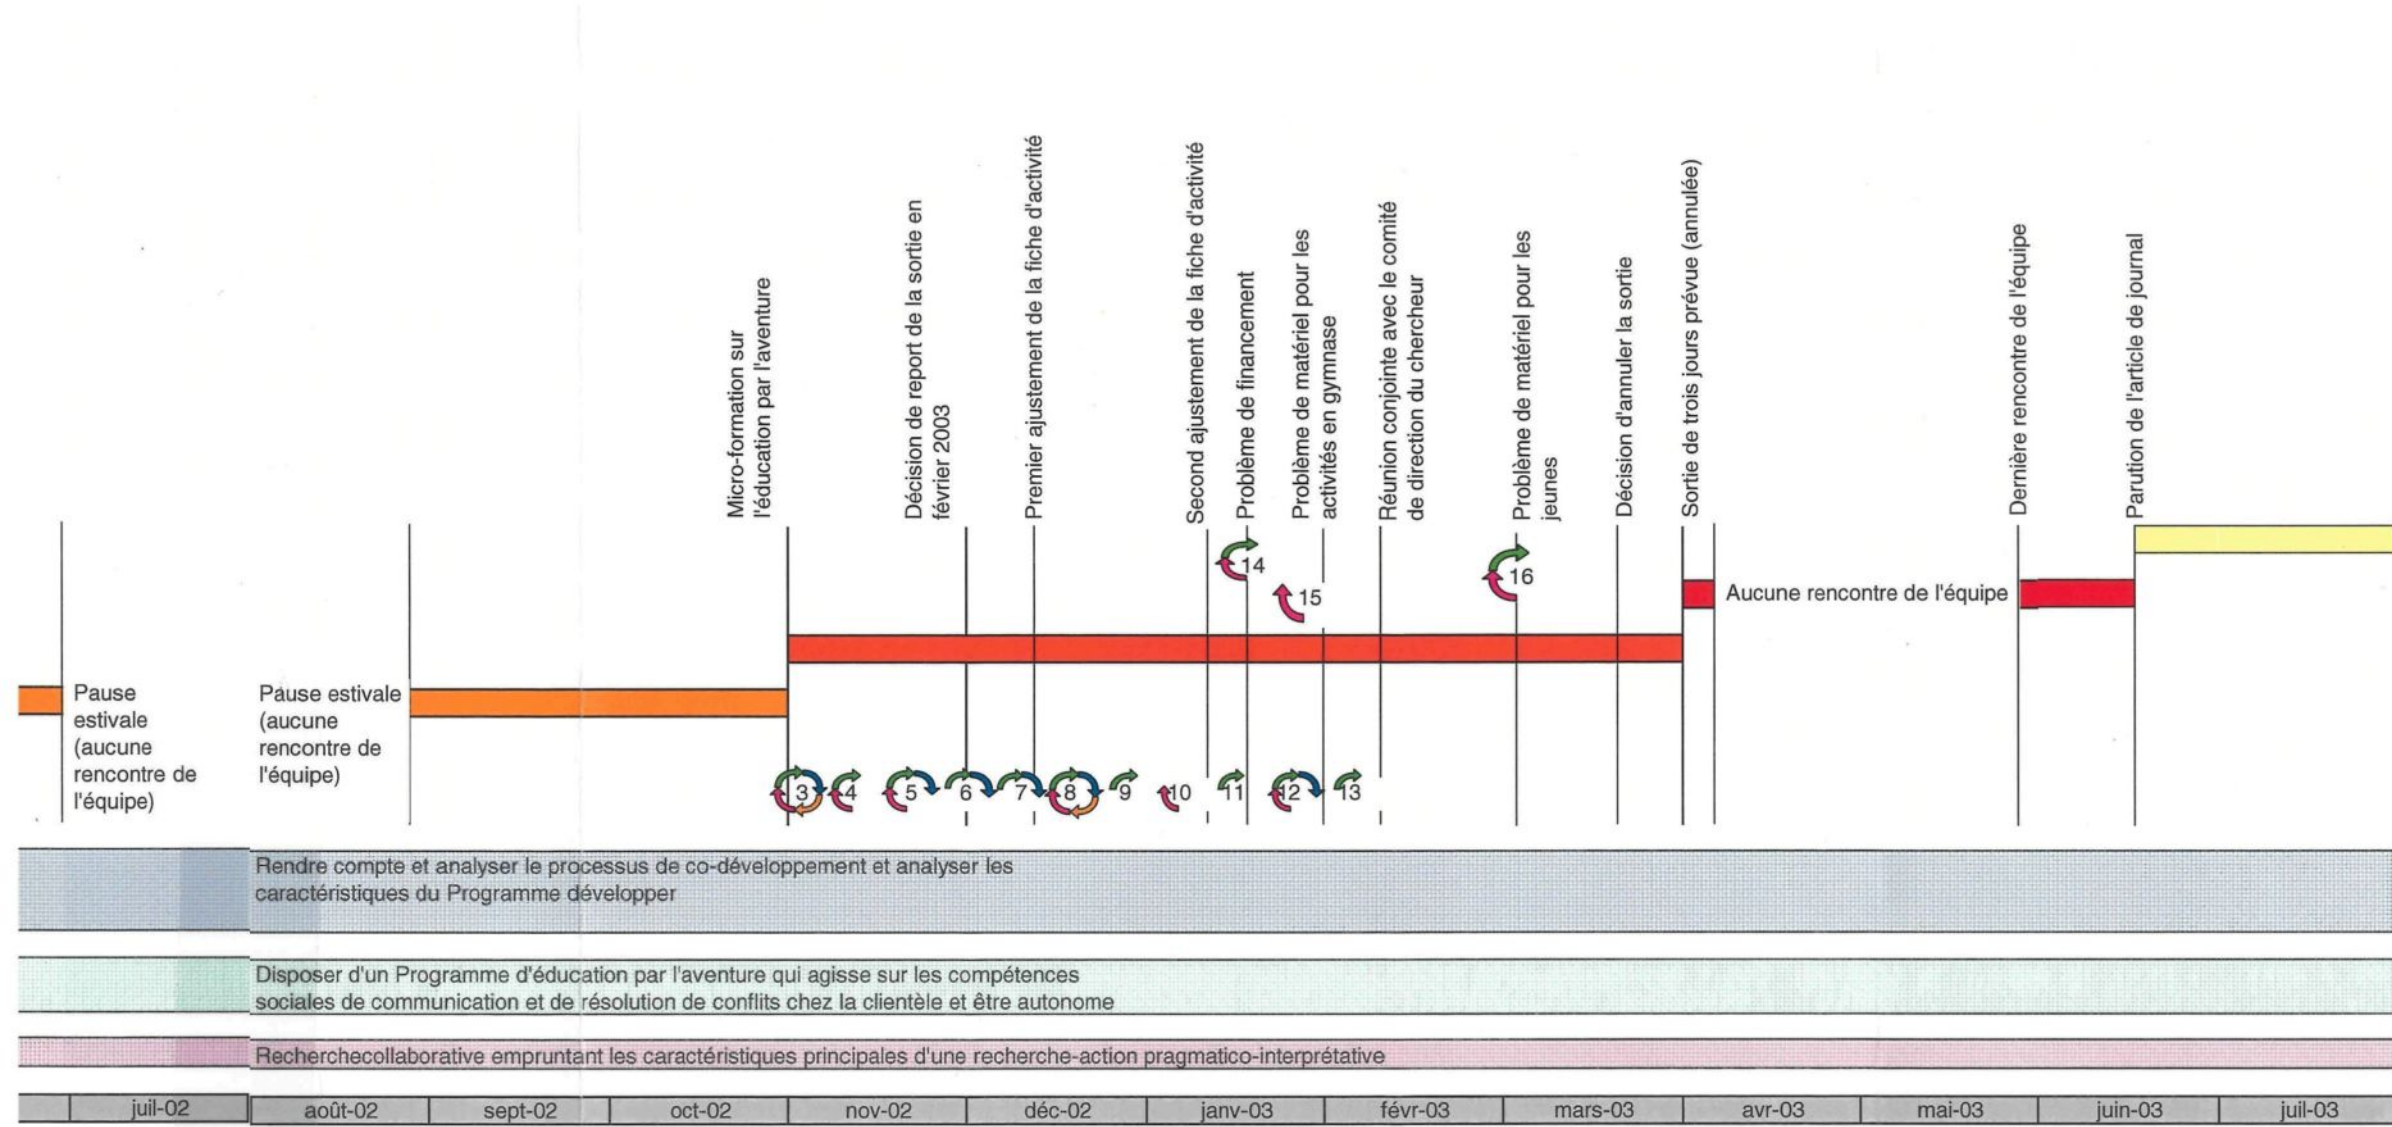 Micro-formation sur
l'éducation par l'aventure
Décision de report de la sortie en
février 2003
Premier ajustement de la fiche d'activité
Second ajustement de la fiche d'activité
Problème de financement
Problème de matériel pour les
activités en gymnase
Réunion conjointe avec le comité
de direction du chercheur
Problème de matériel pour les
jeunes
Décision d'annuler la sortie
Sortie de trois jours prévue (annulée)
Dernière rencontre de l'équipe
Parution de l'article de journal
14
16
15
Aucune rencontre de l'équipe
Pause
estivale
(aucune
rencontre de
l'équipe)
Pause estivale
(aucune
rencontre de
l'équipe)
3
4
5
6
7
8
9
10
11
12
13
Rendre compte et analyser le processus de co-développement et analyser les
caractéristiques du Programme développer
Disposer d'un Programme d'éducation par l'aventure qui agisse sur les compétences
sociales de communication et de résolution de conflits chez la clientèle et être autonome
Recherchecollaborative empruntant les caractéristiques principales d'une recherche-action pragmatico-interprétative
juil-02
août-02
sept-02
oct-02
nov-02
déc-02
janv-03
févr-03
mars-03
avr-03
mai-03
juin-03
juil-03